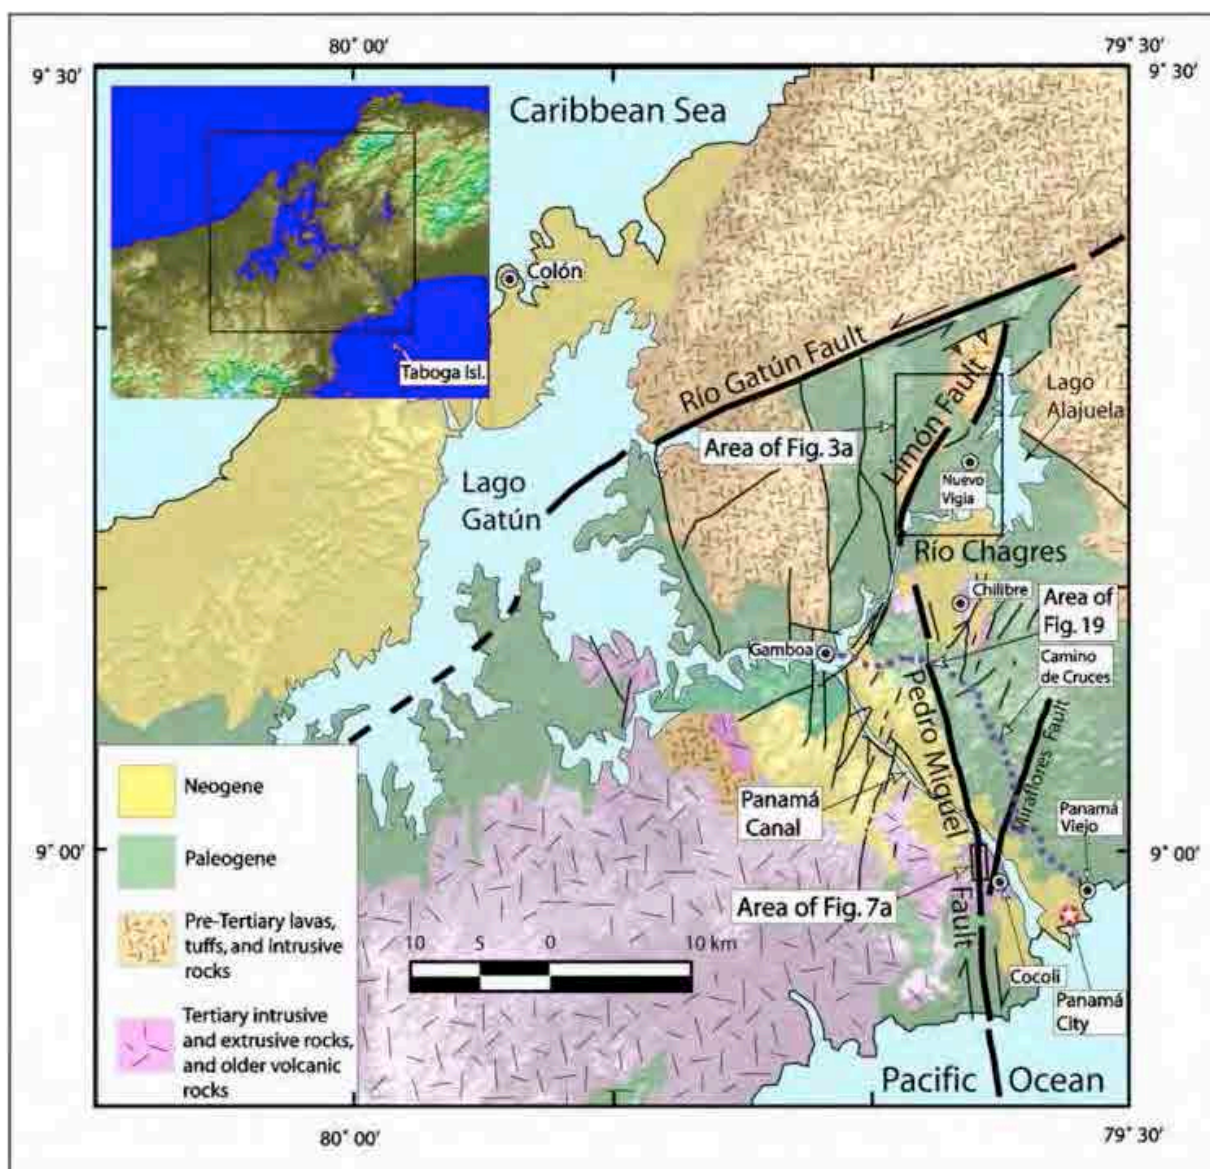 80° 00'
79° 30'
9° 30'
9° 30'
Caribbean Sea
Colón
Taboga Isl.
Río Gatún Fault
Limón Fault
Lago
Alajuela
Area of Fig. 3a
Lago
Gatún
Nuevo
Vigia
Río Chagres
Chilibre
Area of
Fig. 19
Gamboa
Camino
de Cruces
Pedro Miguel Fault
Miraflores Fault
Panamá
Canal
Panamá
Viejo
9° 00'
9° 00'
Area of Fig. 7a
Cocoli
Panamá
City
Pacific Ocean
Neogene
Paleogene
Pre-Tertiary lavas,
tuffs, and intrusive
rocks
Tertiary intrusive
and extrusive rocks,
and older volcanic
rocks
10 5 0 10 km
80° 00'
79° 30'